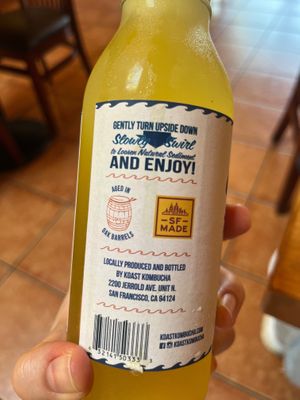 GENTLY TURN UPSIDE DOWN
Slowly Swirl
to Loosen Natural Sediment
AND ENJOY!
AGED IN
OAK BARRELS
SF
MADE
LOCALLY PRODUCED AND BOTTLED
BY KOAST KOMBUCHA
2200 JERROLD AVE. UNIT N.
SAN FRANCISCO, CA 94124
KOASTKOMBUCHA.COM
KOASTKOMBUCHA